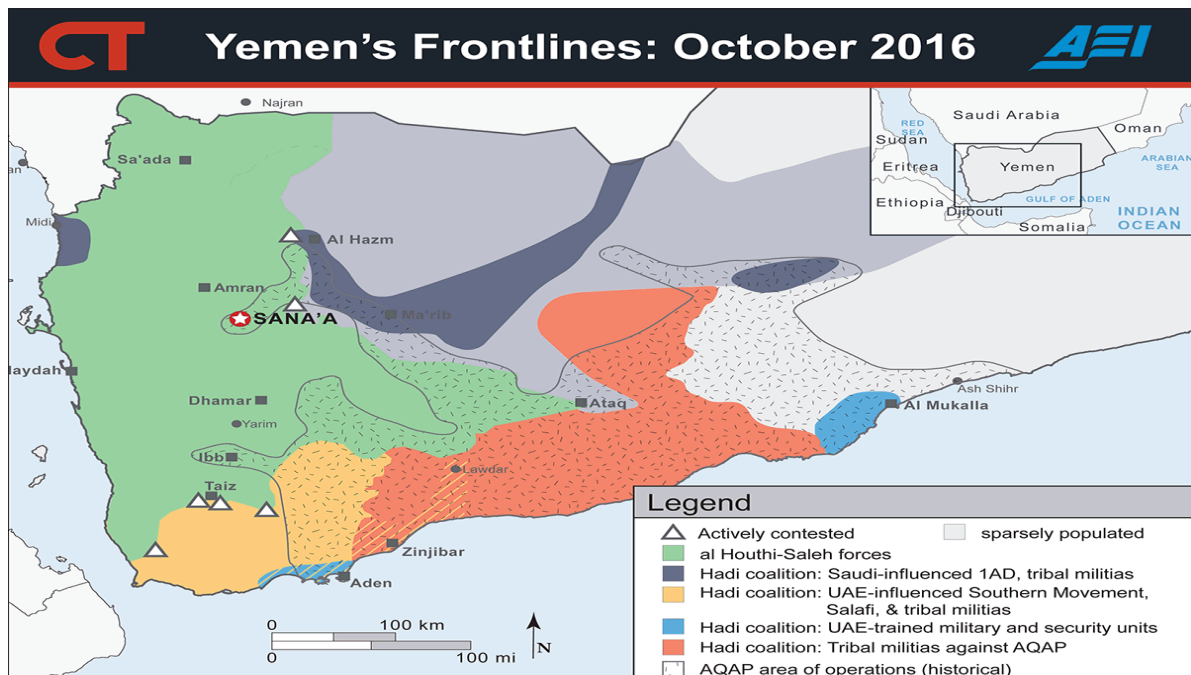 CT
Yemen's Frontlines: October 2016
AEI
Najran
Sa'ada
an
Midi
Al Hazm
Amran
SANA'A
Ma'rib
Iaydah
Dhamar
Yarim
Ataq
Ash Shihr
Al Mukalla
Ibb
Lawdar
Taiz
Zinjibar
Aden
0 100 km
0 100 mi
N
Saudi Arabia
RED
SEA
Oman
Sudan
ARABIAN
SEA
Eritrea
Yemen
Ethiopia
GULF OF ADEN
Djibouti
INDIAN
OCEAN
Somalia
Legend
Actively contested
sparsely populated
al Houthi-Saleh forces
Hadi coalition: Saudi-influenced 1AD, tribal militias
Hadi coalition: UAE-influenced Southern Movement,
Salafi, & tribal militias
Hadi coalition: UAE-trained military and security units
Hadi coalition: Tribal militias against AQAP
AQAP area of operations (historical)